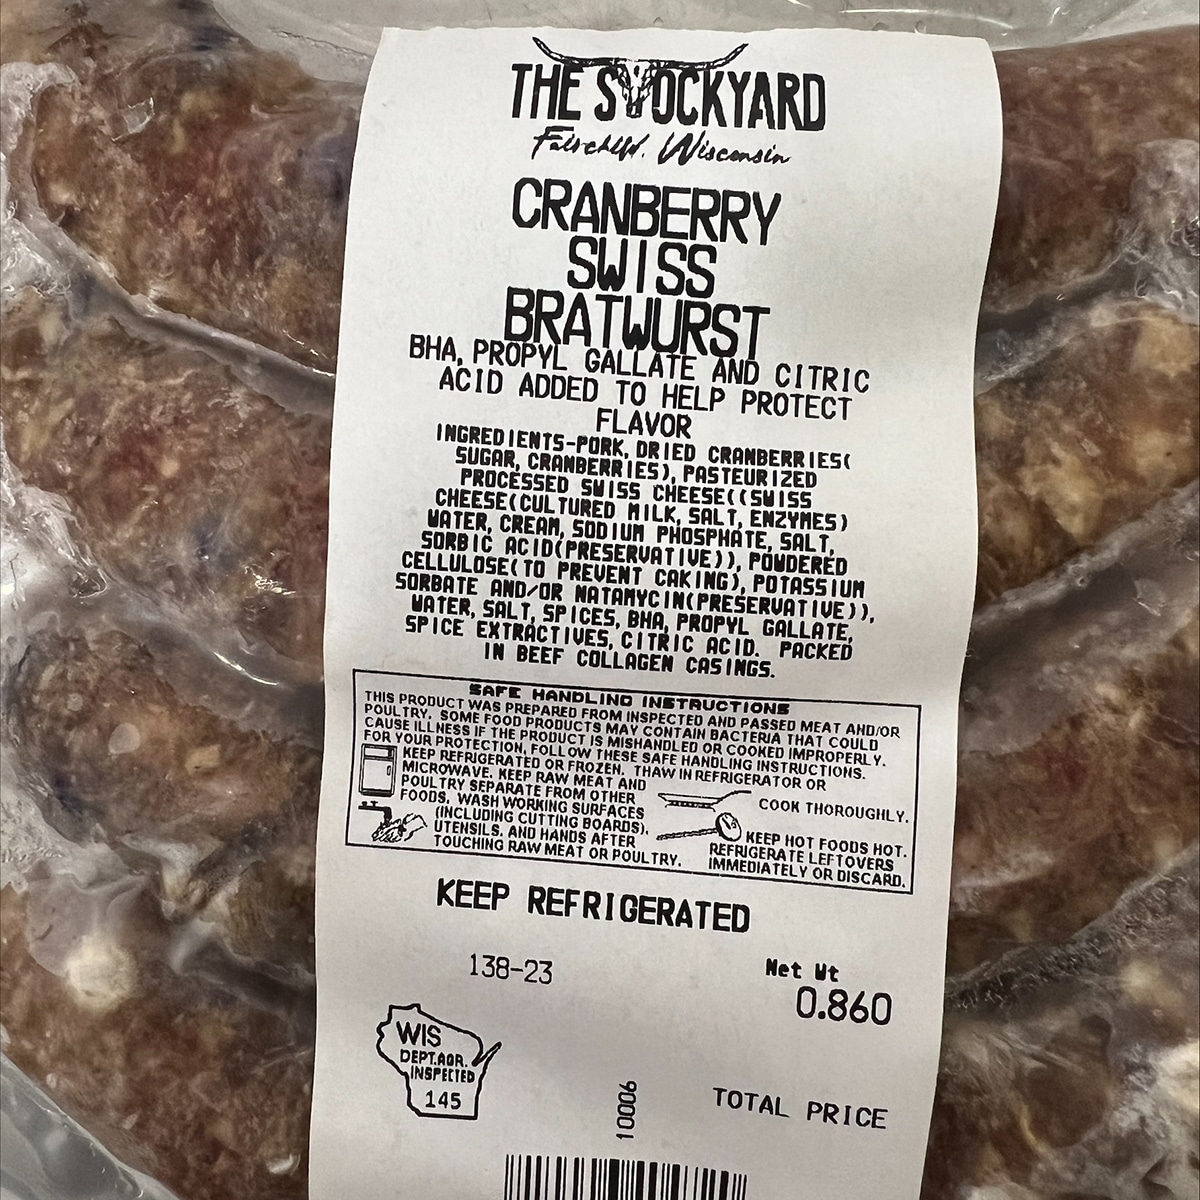 THE STOCKYARD
Fairchild, Wisconsin
CRANBERRY
SWISS
BRATWURST
BHA, PROPYL GALLATE AND CITRIC
ACID ADDED TO HELP PROTECT
FLAVOR
INGREDIENTS-PORK, DRIED CRANBERRIES(
SUGAR, CRANBERRIES), PASTEURIZED
PROCESSED SWISS CHEESE((SWISS
CHEESE(CULTURED MILK, SALT, ENZYMES)
WATER, CREAM, SODIUM PHOSPHATE, SALT,
SORBIC ACID(PRESERVATIVE)), POWDERED
CELLULOSE(TO PREVENT CAKING), POTASSIUM
SORBATE AND/OR NATAMYCIN(PRESERVATIVE)),
WATER, SALT, SPICES, BHA, PROPYL GALLATE,
SPICE EXTRACTIVES, CITRIC ACID. PACKED
IN BEEF COLLAGEN CASINGS.
SAFE HANDLING INSTRUCTIONS
THIS PRODUCT WAS PREPARED FROM INSPECTED AND PASSED MEAT AND/OR
POULTRY. SOME FOOD PRODUCTS MAY CONTAIN BACTERIA THAT COULD
CAUSE ILLNESS IF THE PRODUCT IS MISHANDLED OR COOKED IMPROPERLY.
FOR YOUR PROTECTION, FOLLOW THESE SAFE HANDLING INSTRUCTIONS.
KEEP REFRIGERATED OR FROZEN. THAW IN REFRIGERATOR OR
MICROWAVE. KEEP RAW MEAT AND
POULTRY SEPARATE FROM OTHER
FOODS. WASH WORKING SURFACES
(INCLUDING CUTTING BOARDS),
UTENSILS, AND HANDS AFTER
TOUCHING RAW MEAT OR POULTRY.
COOK THOROUGHLY.
KEEP HOT FOODS HOT.
REFRIGERATE LEFTOVERS
IMMEDIATELY OR DISCARD.
KEEP REFRIGERATED
138-23
Net Wt
0.860
WIS
DEPT.AGR.
INSPECTED
145
10006
TOTAL PRICE